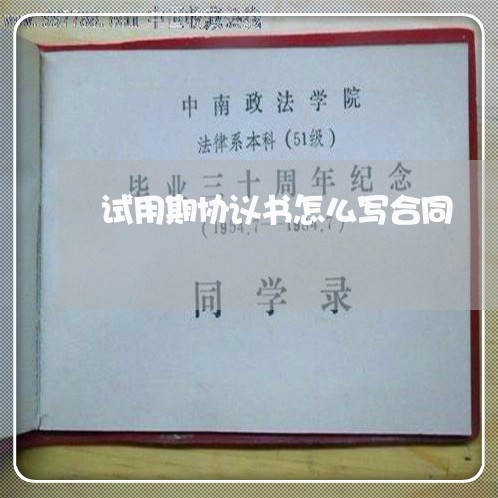 中南政法学院
法律系本科(51级)
毕业三十周年纪念
试用期协议书怎么写合同
(1954.7—1984.7)
同学录